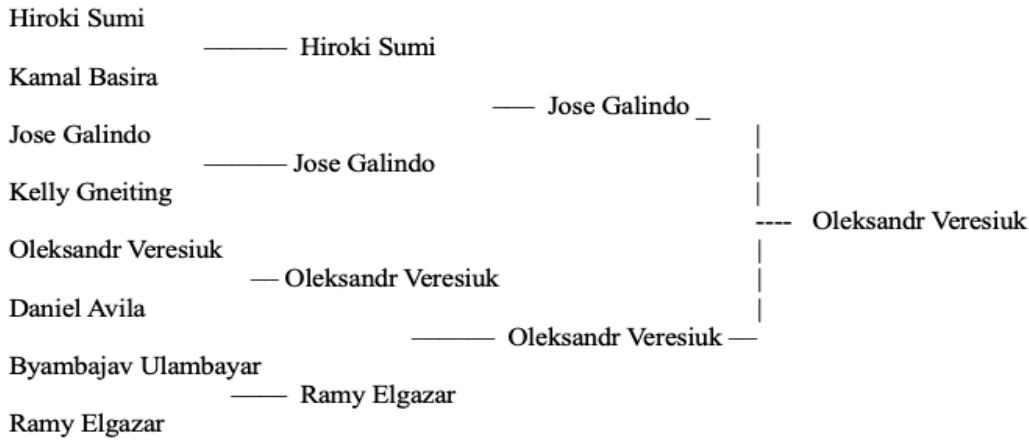 Hiroki Sumi
Hiroki Sumi
Kamal Basira
Jose Galindo
Jose Galindo
Jose Galindo
Kelly Gneiting
Oleksandr Veresiuk
Oleksandr Veresiuk
Oleksandr Veresiuk
Daniel Avila
Oleksandr Veresiuk
Byambajav Ulambayar
Ramy Elgazar
Ramy Elgazar